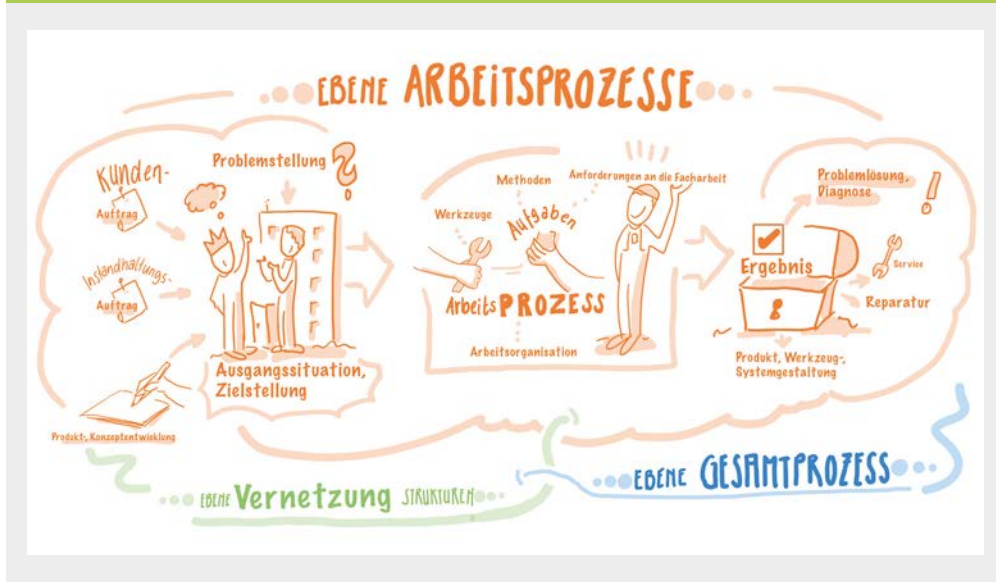 EBENE ARBEITSPROZESSE
Kunden-
Auftrag
Instandhaltungs-
Auftrag
Produkt-, Konzeptentwicklung
Problemstellung
?
Ausgangssituation,
Zielstellung
Werkzeuge
Methoden
Anforderungen an die Facharbeit
Aufgaben
ArbeitsPROZESS
Arbeitsorganisation
Problemlösung,
Diagnose
!
Ergebnis
Service
Reparatur
Produkt, Werkzeug-,
Systemgestaltung
EBENE Vernetzung STRUKTUREN
EBENE GESAMTPROZESS